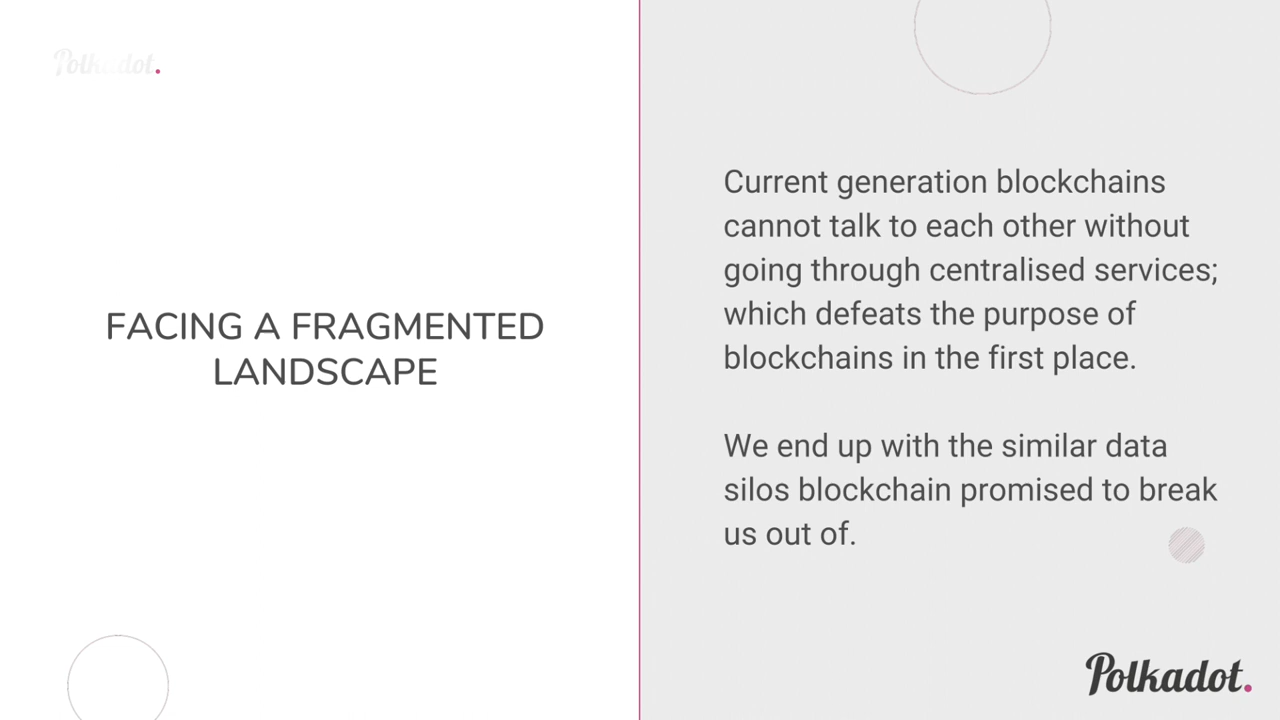 Polkadot.
FACING A FRAGMENTED
LANDSCAPE
Current generation blockchains
cannot talk to each other without
going through centralised services;
which defeats the purpose of
blockchains in the first place.
We end up with the similar data
silos blockchain promised to break
us out of.
Polkadot.